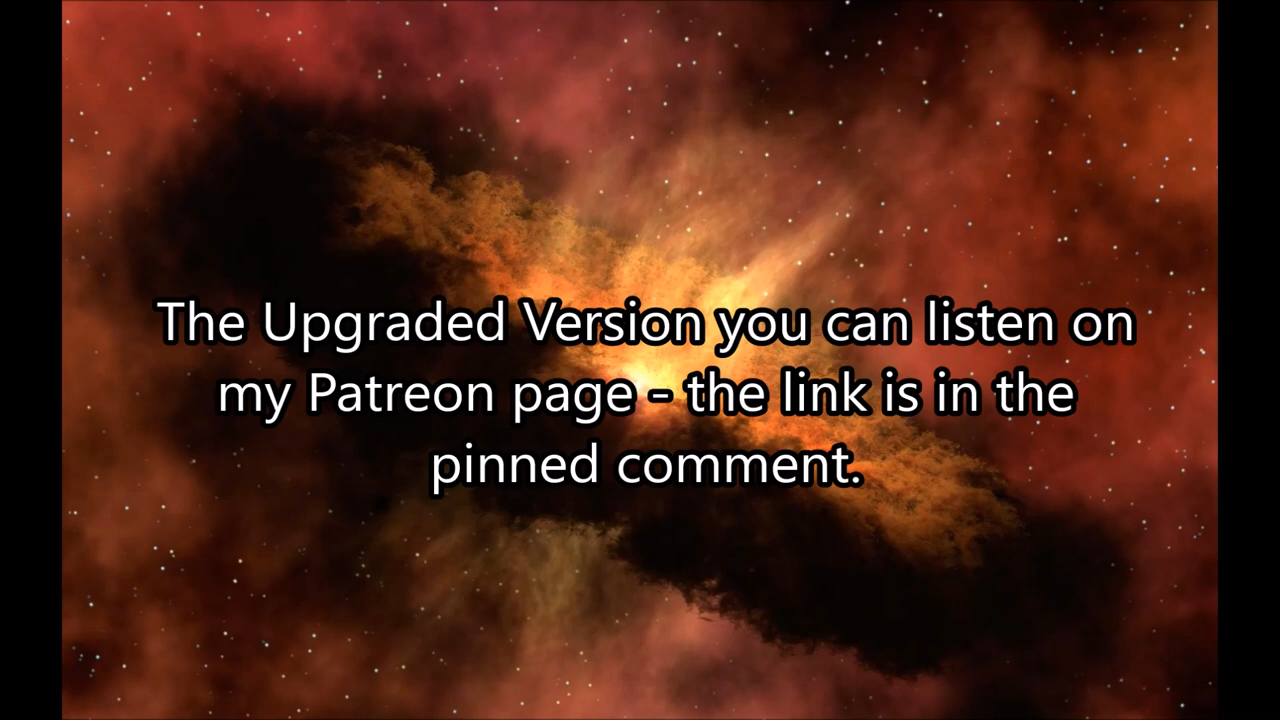 The Upgraded Version you can listen on
my Patreon page - the link is in the
pinned comment.